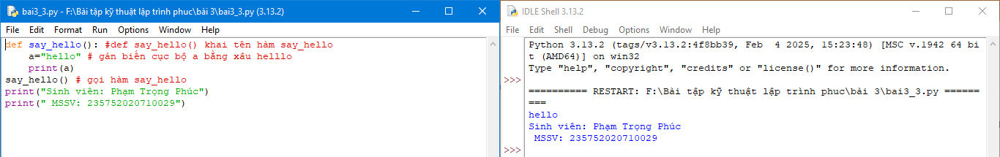 bai3_3.py - F:\Bài tập kỹ thuật lập trình phuc\bài 3\bai3_3.py (3.13.2)
File Edit Format Run Options Window Help
def say_hello(): #def say_hello() khai tên hàm say_hello
    a="hello" # gán biến cục bộ a bằng xâu helllo
    print(a)
say_hello() # gọi hàm say_hello
print("Sinh viên: Phạm Trọng Phúc")
print(" MSSV: 235752020710029")
IDLE Shell 3.13.2
File Edit Shell Debug Options Window Help
Python 3.13.2 (tags/v3.13.2:4f8bb39, Feb  4 2025, 15:23:48) [MSC v.1942 64 bi
t (AMD64)] on win32
Type "help", "copyright", "credits" or "license()" for more information.
>>>
========== RESTART: F:\Bài tập kỹ thuật lập trình phuc\bài 3\bai3_3.py ======
===
hello
Sinh viên: Phạm Trọng Phúc
 MSSV: 235752020710029
>>>